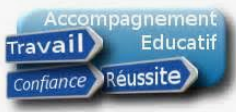 Accompagnement
Educatif
Travail
Confiance
Réussite